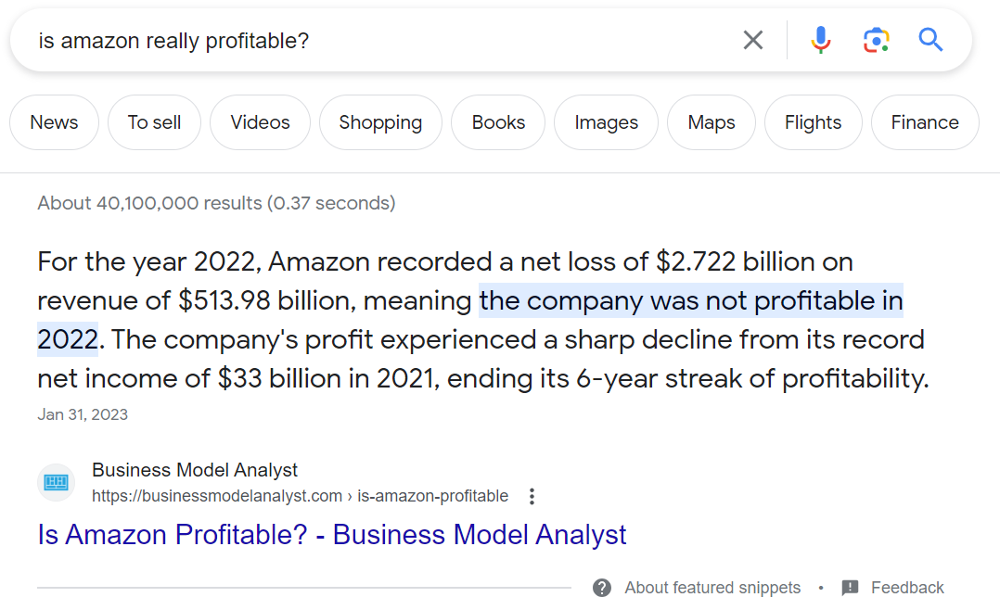 is amazon really profitable?
News To sell Videos Shopping Books Images Maps Flights Finance
About 40,100,000 results (0.37 seconds)
For the year 2022, Amazon recorded a net loss of $2.722 billion on
revenue of $513.98 billion, meaning the company was not profitable in
2022. The company's profit experienced a sharp decline from its record
net income of $33 billion in 2021, ending its 6-year streak of profitability.
Jan 31, 2023
Business Model Analyst
https://businessmodelanalyst.com › is-amazon-profitable
Is Amazon Profitable? - Business Model Analyst
About featured snippets • Feedback